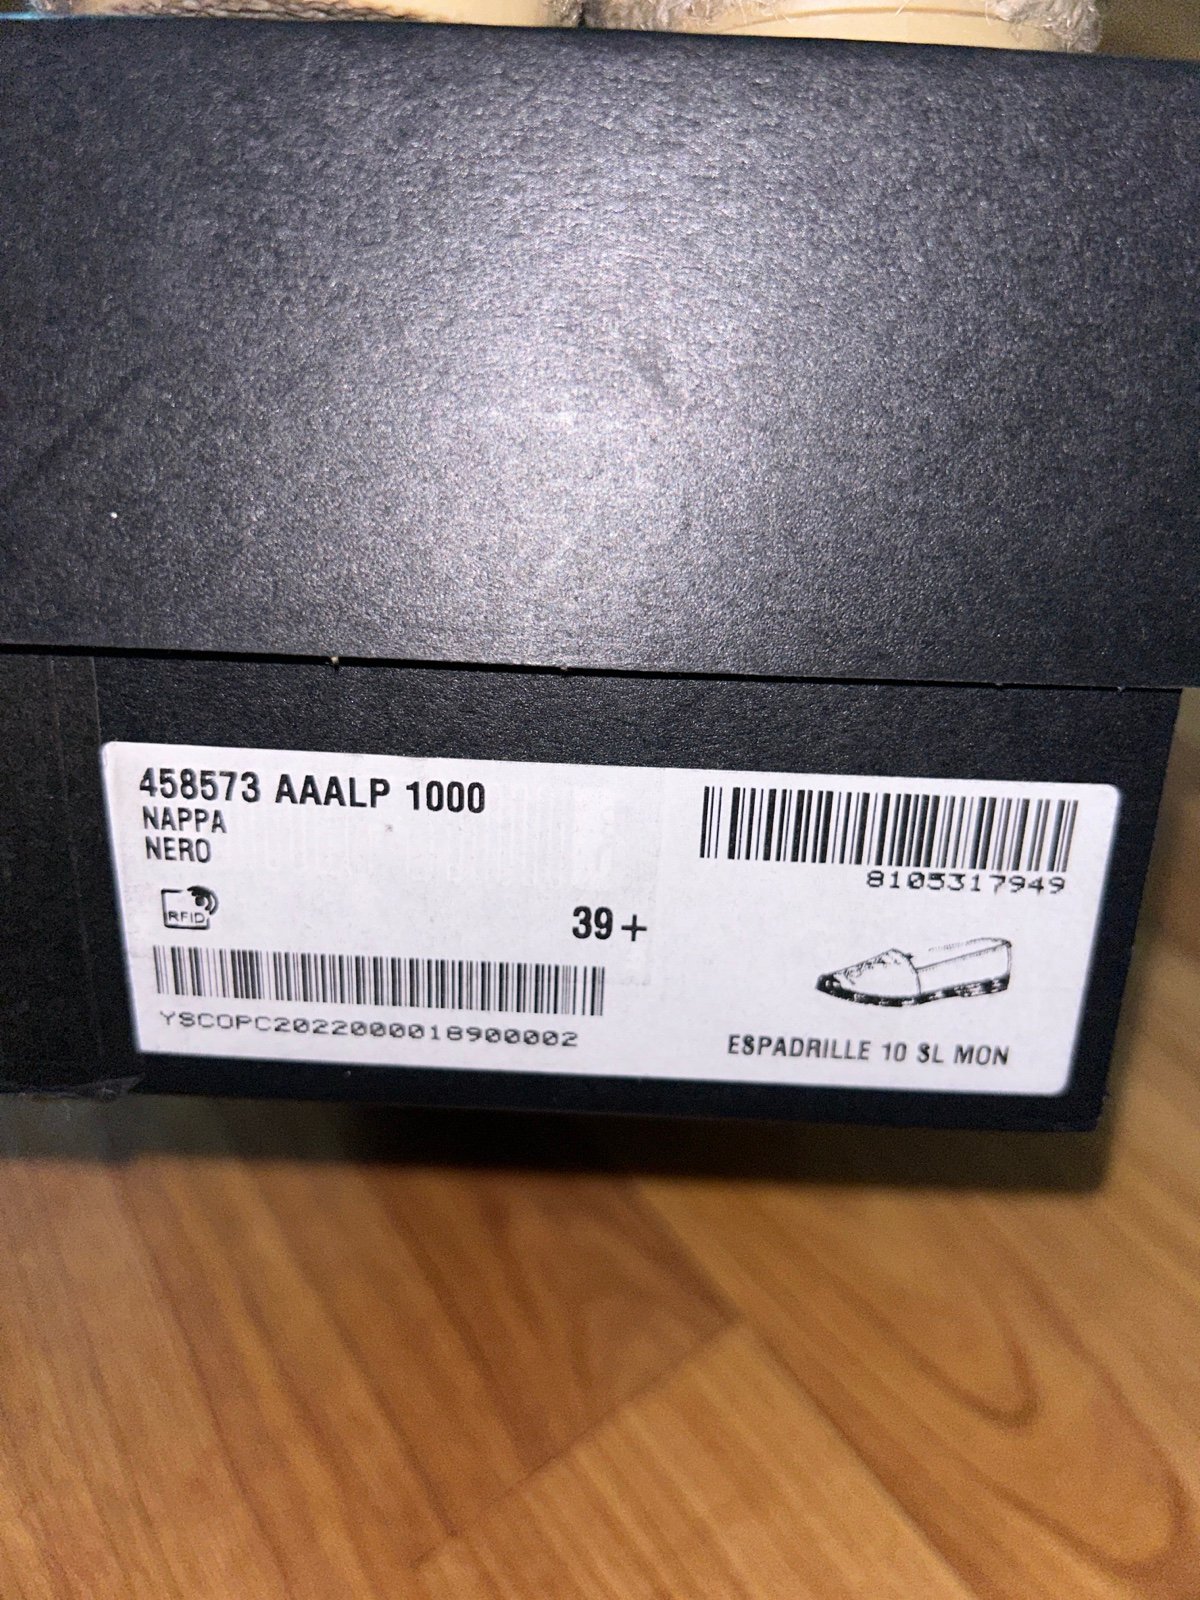 458573 AAALP 1000
NAPPA
NERO
RFID
39+
YSCOPC2022000018900002
8105317949
ESPADRILLE 10 SL MON